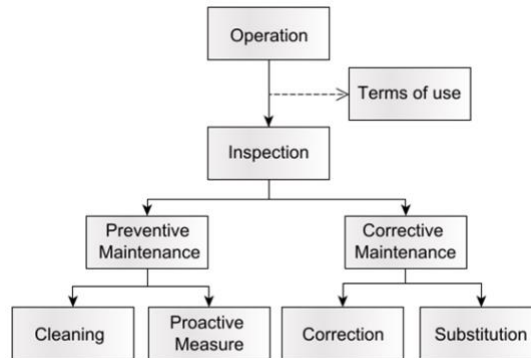 Operation
Terms of use
Inspection
Preventive
Maintenance
Corrective
Maintenance
Cleaning
Proactive
Measure
Correction
Substitution